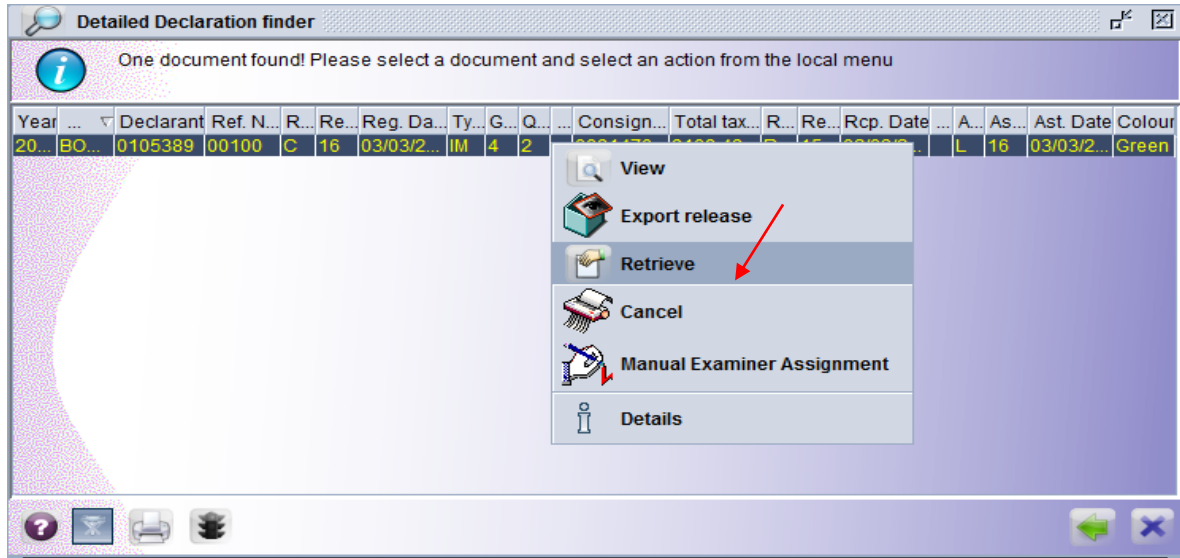 Detailed Declaration finder
One document found! Please select a document and select an action from the local menu
Year ... Declarant Ref. N... R... Re... Reg. Da... Ty... G... Q... ... Consign... Total tax... R... Re... Rcp. Date ... A... As... Ast. Date Colour
20... BO... 0105389 00100 C 16 03/03/2... IM 4 2 L 16 03/03/2... Green
View
Export release
Retrieve
Cancel
Manual Examiner Assignment
Details